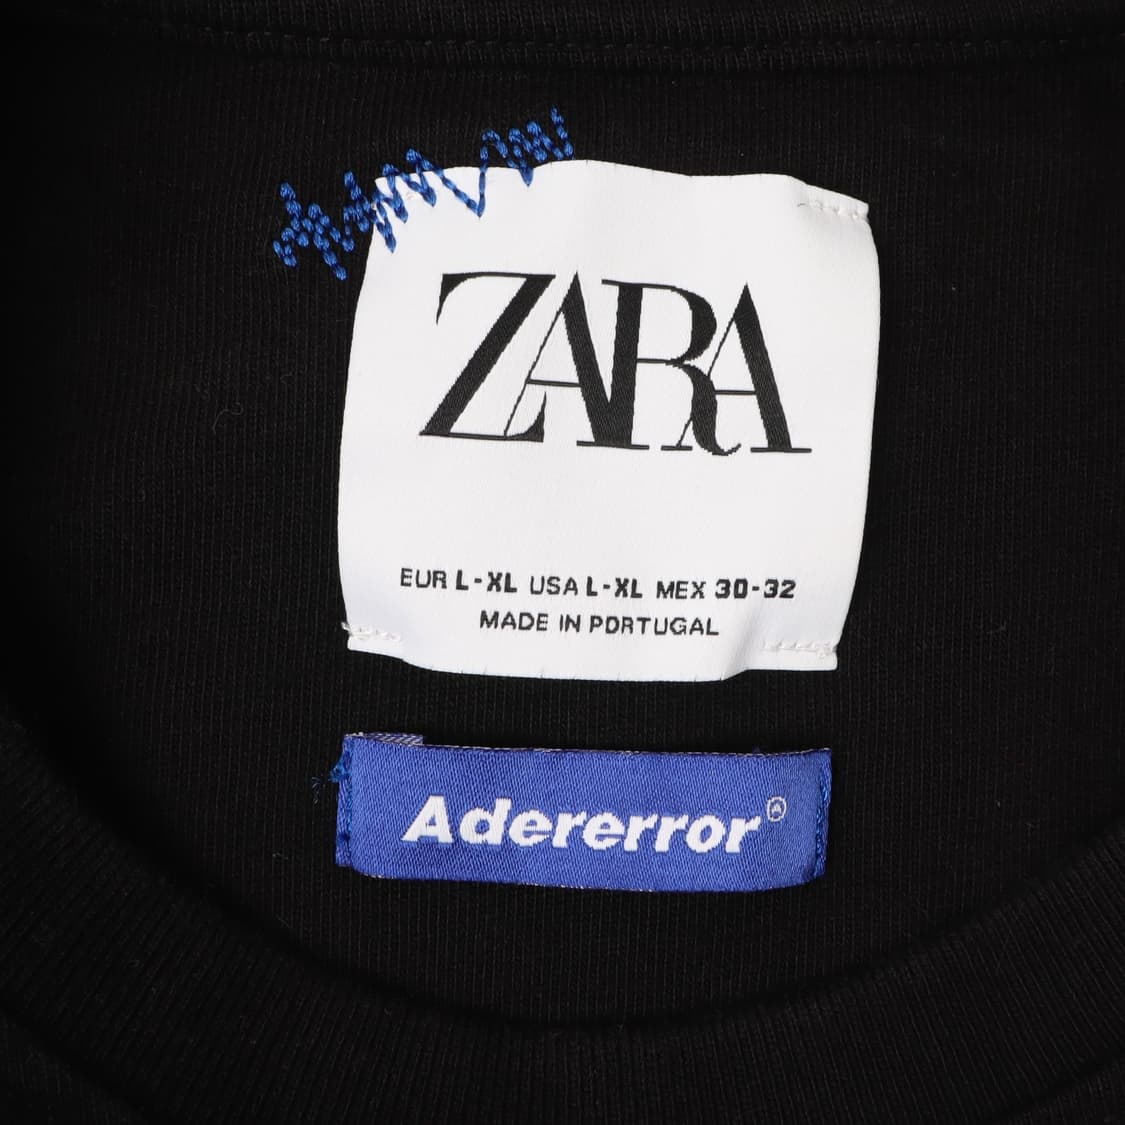 ZARA
EUR L-XL USA L-XL MEX 30-32
MADE IN PORTUGAL
Adererror®